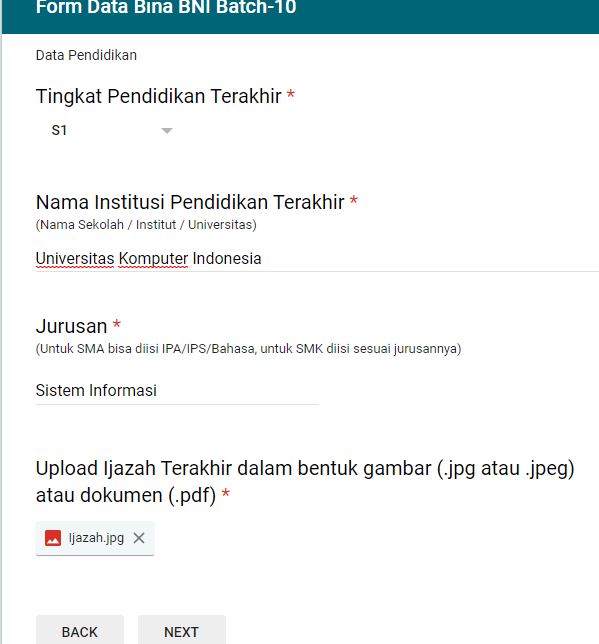 Form Data Bina BNI Batch-10
Data Pendidikan
Tingkat Pendidikan Terakhir *
S1
Nama Institusi Pendidikan Terakhir *
(Nama Sekolah / Institut / Universitas)
Universitas Komputer Indonesia
Jurusan *
(Untuk SMA bisa diisi IPA/IPS/Bahasa, untuk SMK diisi sesuai jurusannya)
Sistem Informasi
Upload Ijazah Terakhir dalam bentuk gambar (.jpg atau .jpeg)
atau dokumen (.pdf) *
Ijazah.jpg
BACK NEXT